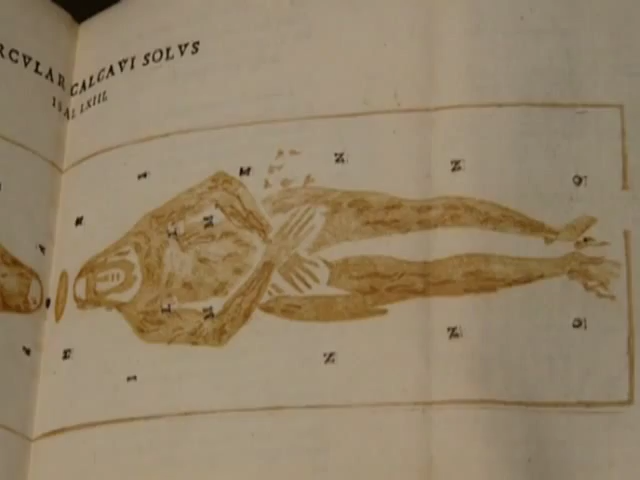 RCVLAR CALCAVI SOLVS
ISAI LXIII
I N N O
L M
L M
H I N N O